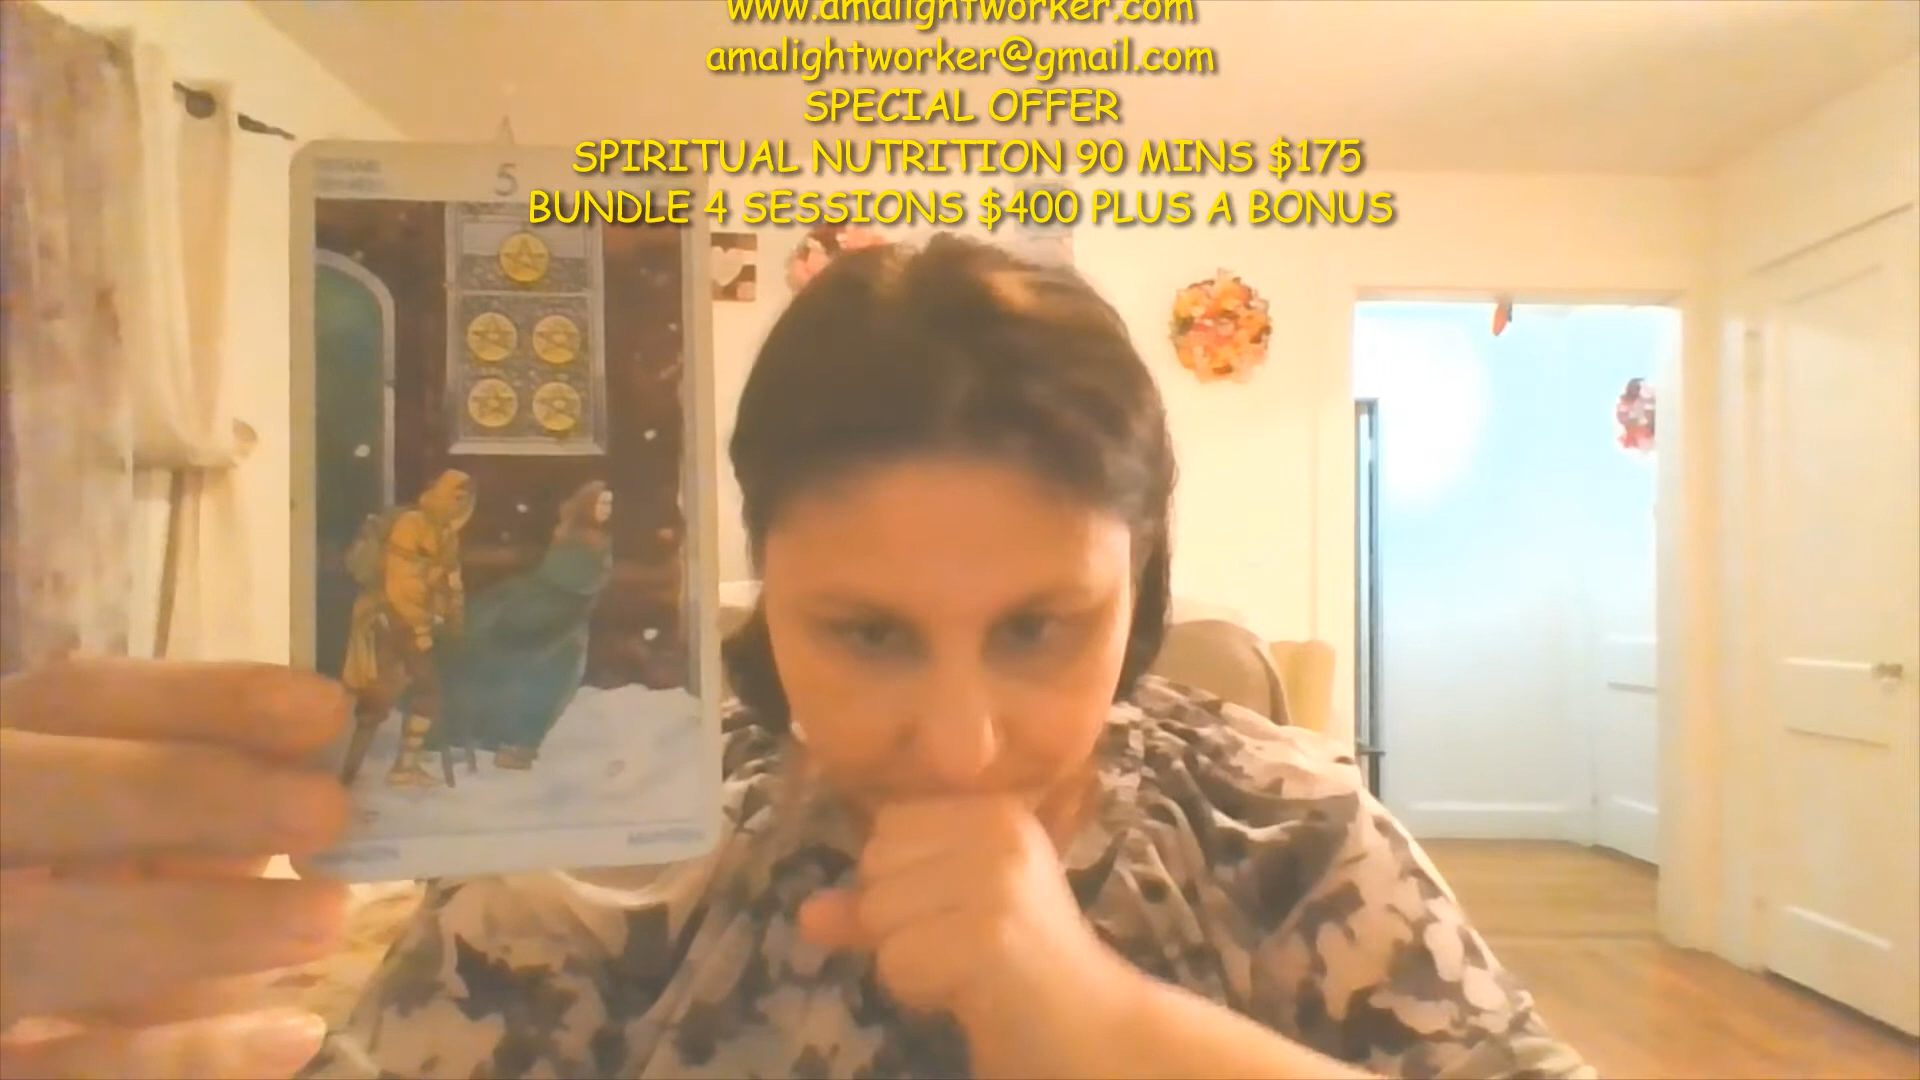 www.amalightworker.com
amalightworker@gmail.com
SPECIAL OFFER
SPIRITUAL NUTRITION 90 MINS $175
BUNDLE 4 SESSIONS $400 PLUS A BONUS
5